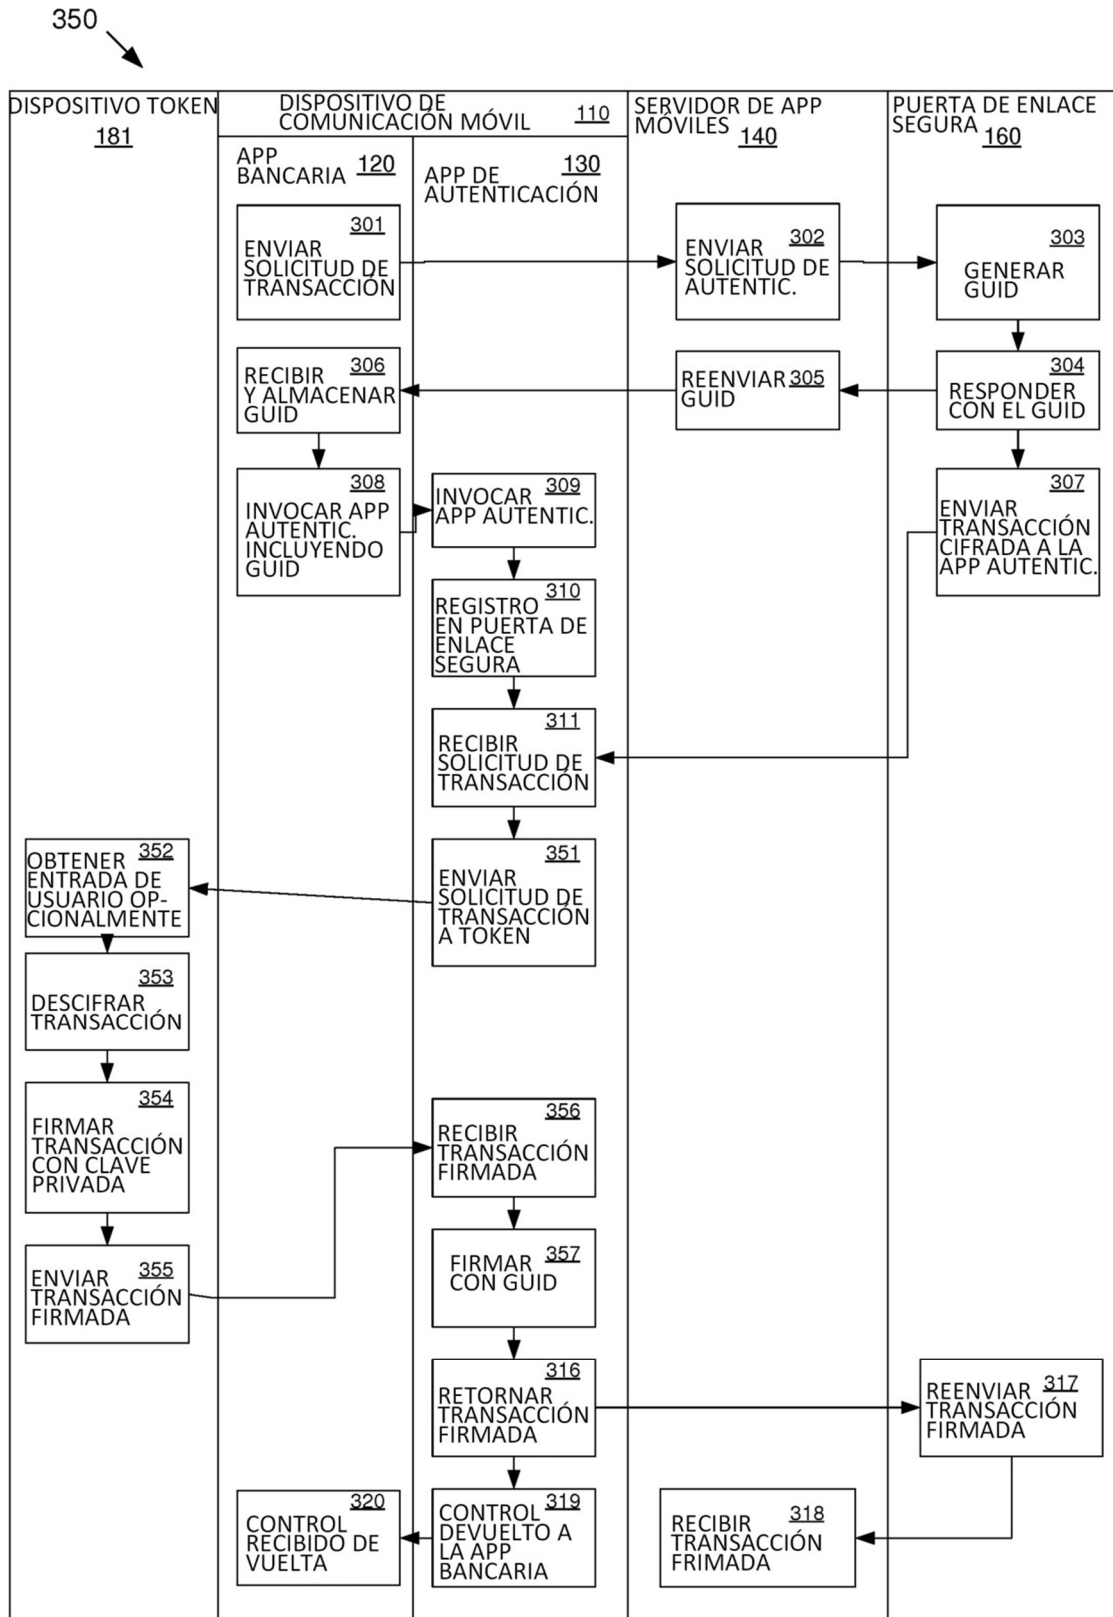 350
DISPOSITIVO TOKEN
181
DISPOSITIVO DE
COMUNICACIÓN MÓVIL 110
SERVIDOR DE APP
MÓVILES 140
PUERTA DE ENLACE
SEGURA 160
APP
BANCARIA 120
APP DE 130
AUTENTICACIÓN
301
ENVIAR
SOLICITUD DE
TRANSACCIÓN
302
ENVIAR
SOLICITUD DE
AUTENTIC.
303
GENERAR
GUID
306
RECIBIR
Y ALMACENAR
GUID
REENVIAR 305
GUID
304
RESPONDER
CON EL GUID
308
INVOCAR APP
AUTENTIC.
INCLUYENDO
GUID
309
INVOCAR
APP AUTENTIC.
307
ENVIAR
TRANSACCIÓN
CIFRADA A LA
APP AUTENTIC.
310
REGISTRO
EN PUERTA DE
ENLACE
SEGURA
311
RECIBIR
SOLICITUD DE
TRANSACCIÓN
352
OBTENER
ENTRADA DE
USUARIO OP-
CIONALMENTE
351
ENVIAR
SOLICITUD DE
TRANSACCIÓN
A TOKEN
353
DESCIFRAR
TRANSACCIÓN
354
FIRMAR
TRANSACCIÓN
CON CLAVE
PRIVADA
356
RECIBIR
TRANSACCIÓN
FIRMADA
355
ENVIAR
TRANSACCIÓN
FIRMADA
357
FIRMAR
CON GUID
316
RETORNAR
TRANSACCIÓN
FIRMADA
317
REENVIAR
TRANSACCIÓN
FIRMADA
320
CONTROL
RECIBIDO DE
VUELTA
319
CONTROL
DEVUELTO A
LA APP
BANCARIA
318
RECIBIR
TRANSACCIÓN
FRIMADA